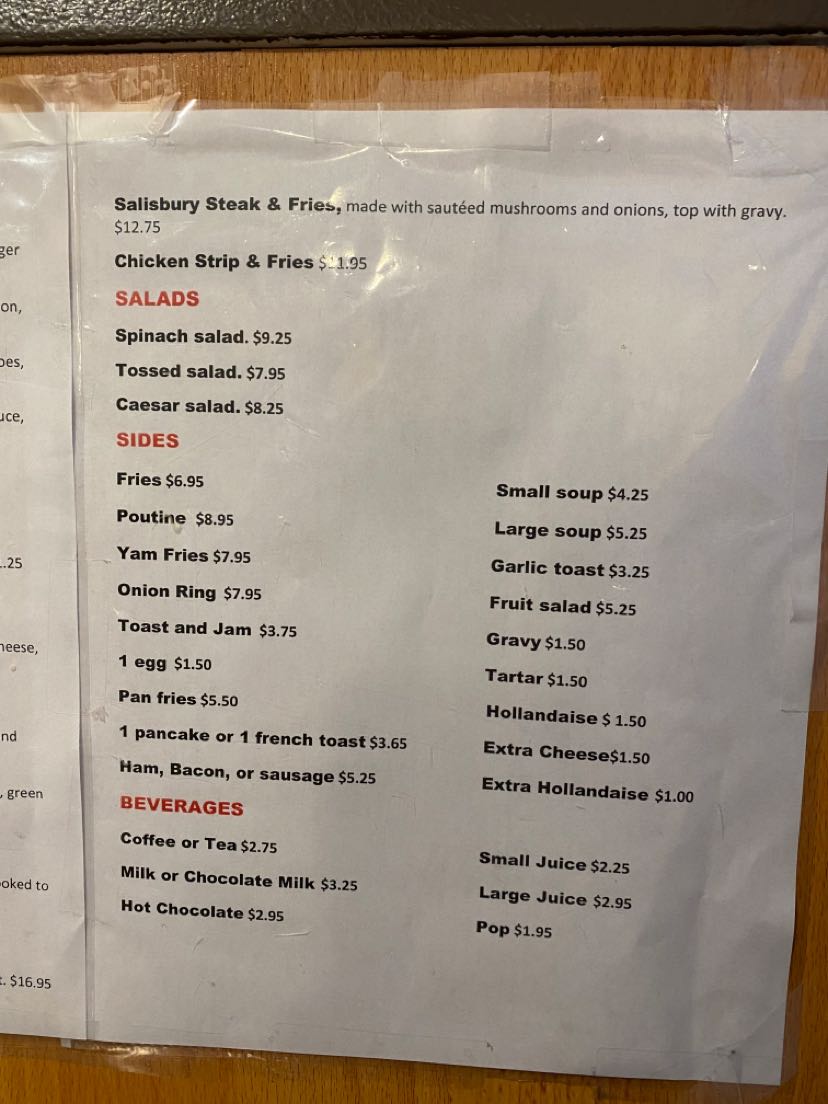 ger
on,
oes,
uce,
.25
heese,
nd
, green
ooked to
. $16.95
Salisbury Steak & Fries, made with sautéed mushrooms and onions, top with gravy.
$12.75
Chicken Strip & Fries $11.95
SALADS
Spinach salad. $9.25
Tossed salad. $7.95
Caesar salad. $8.25
SIDES
Fries $6.95
Poutine $8.95
Yam Fries $7.95
Onion Ring $7.95
Toast and Jam $3.75
1 egg $1.50
Pan fries $5.50
1 pancake or 1 french toast $3.65
Ham, Bacon, or sausage $5.25
Small soup $4.25
Large soup $5.25
Garlic toast $3.25
Fruit salad $5.25
Gravy $1.50
Tartar $1.50
Hollandaise $ 1.50
Extra Cheese$1.50
Extra Hollandaise $1.00
BEVERAGES
Coffee or Tea $2.75
Milk or Chocolate Milk $3.25
Hot Chocolate $2.95
Small Juice $2.25
Large Juice $2.95
Pop $1.95